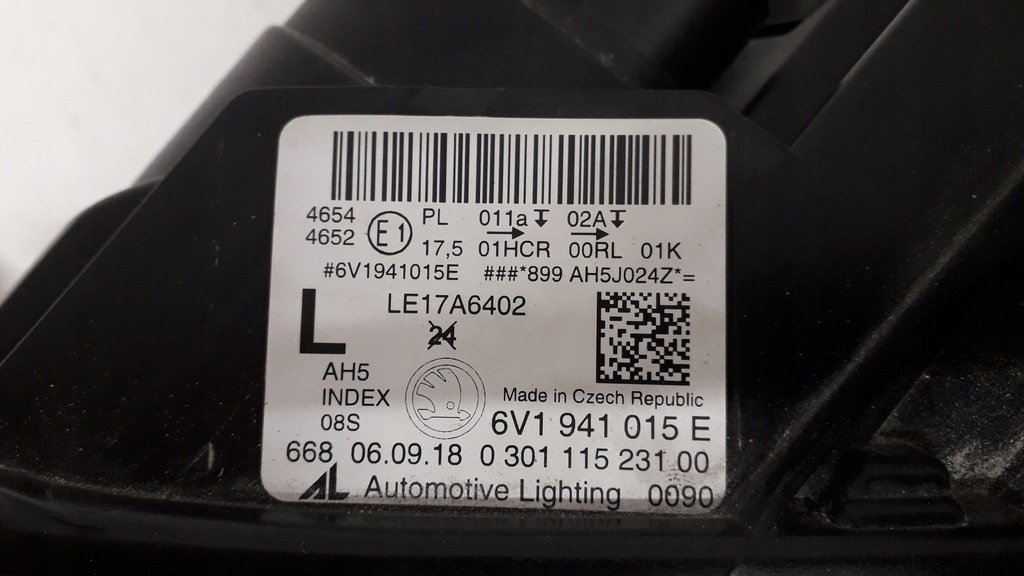 4654 PL 011a 02A
4652 E1 17,5 01HCR 00RL 01K
#6V1941015E ###*899 AH5J024Z*=
L LE17A6402
24
AH5
INDEX Made in Czech Republic
08S 6V1 941 015 E
668 06.09.18 0 301 115 231 00
AL Automotive Lighting 0090